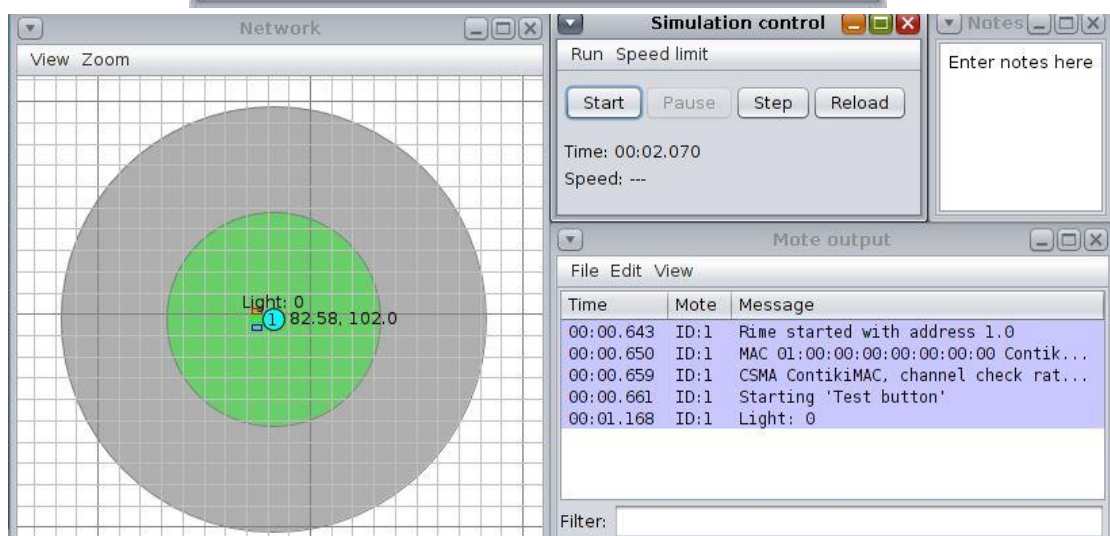 Network
View Zoom
Light: 0
1 82.58, 102.0
Simulation control
Run Speed limit
Start Pause Step Reload
Time: 00:02.070
Speed: ---
Notes
Enter notes here
Mote output
File Edit View
Time Mote Message
00:00.643 ID:1 Rime started with address 1.0
00:00.650 ID:1 MAC 01:00:00:00:00:00:00:00 Contik...
00:00.659 ID:1 CSMA ContikiMAC, channel check rat...
00:00.661 ID:1 Starting 'Test button'
00:01.168 ID:1 Light: 0
Filter: